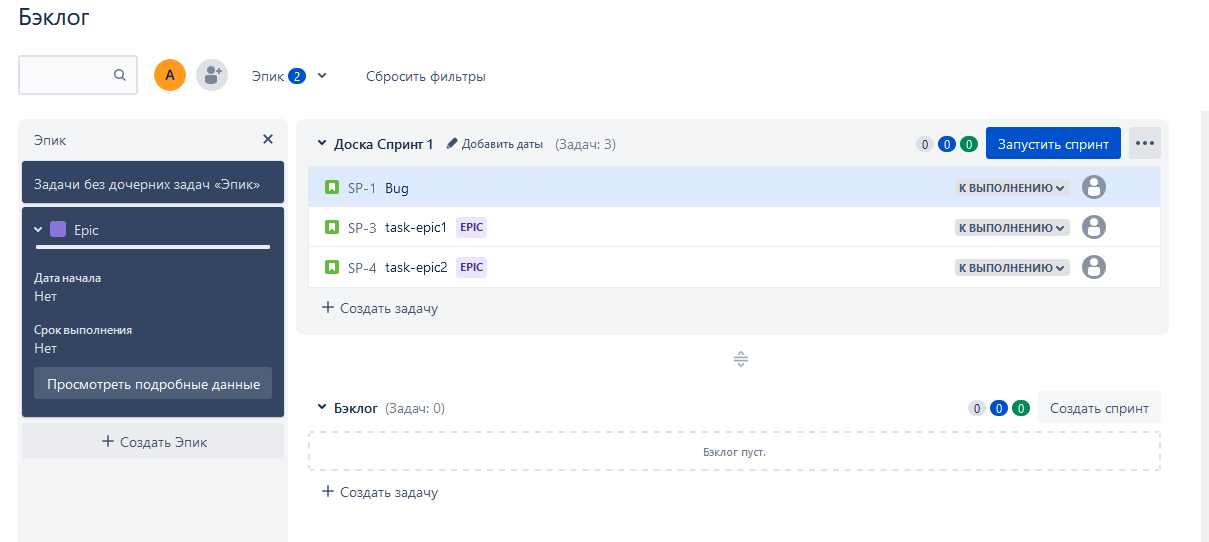 Бэклог
А
Эпик 2
Сбросить фильтры
Эпик
Задачи без дочерних задач «Эпик»
Epic
Дата начала
Нет
Срок выполнения
Нет
Просмотреть подробные данные
Создать Эпик
Доска Спринт 1 Добавить даты (Задач: 3) 0 0 0 Запустить спринт
SP-1 Bug К ВЫПОЛНЕНИЮ
SP-3 task-epic1 EPIC К ВЫПОЛНЕНИЮ
SP-4 task-epic2 EPIC К ВЫПОЛНЕНИЮ
Создать задачу
Бэклог (Задач: 0) 0 0 0 Создать спринт
Бэклог пуст.
Создать задачу